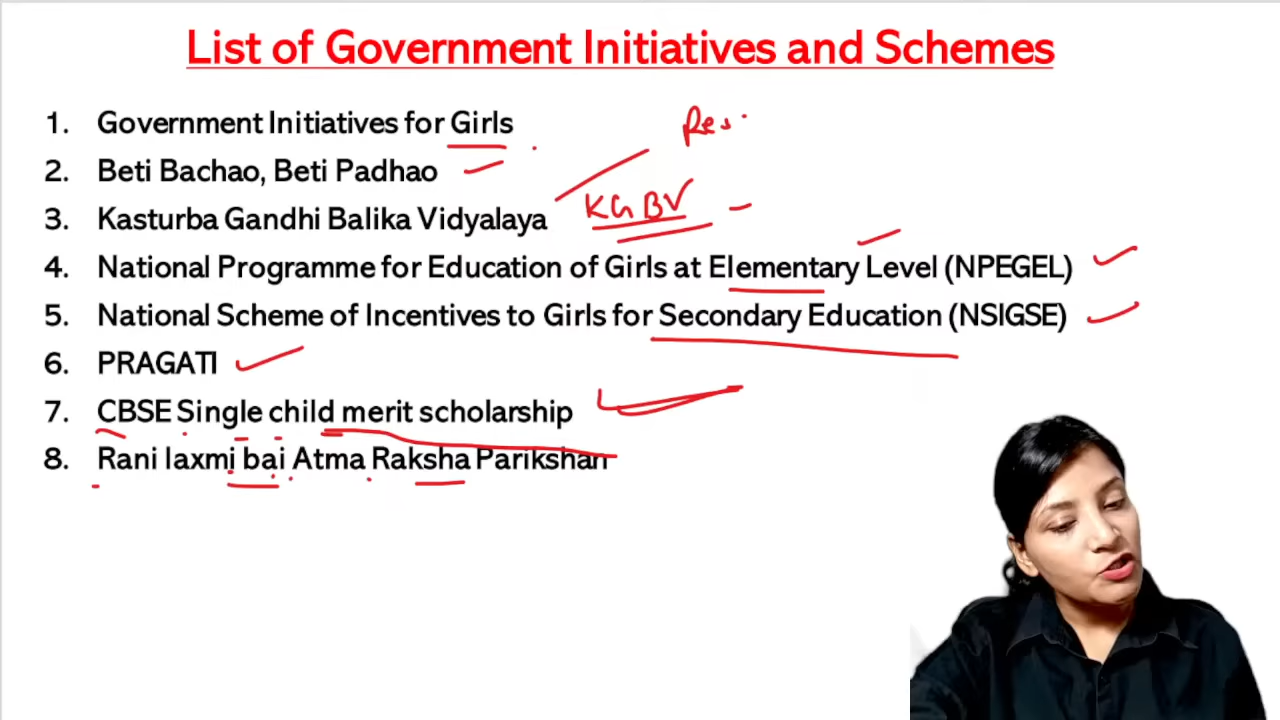 List of Government Initiatives and Schemes
1. Government Initiatives for Girls
Res
2. Beti Bachao, Beti Padhao
3. Kasturba Gandhi Balika Vidyalaya KGBV
4. National Programme for Education of Girls at Elementary Level (NPEGEL)
5. National Scheme of Incentives to Girls for Secondary Education (NSIGSE)
6. PRAGATI
7. CBSE Single child merit scholarship
8. Rani laxmi bai Atma Raksha Parikshan